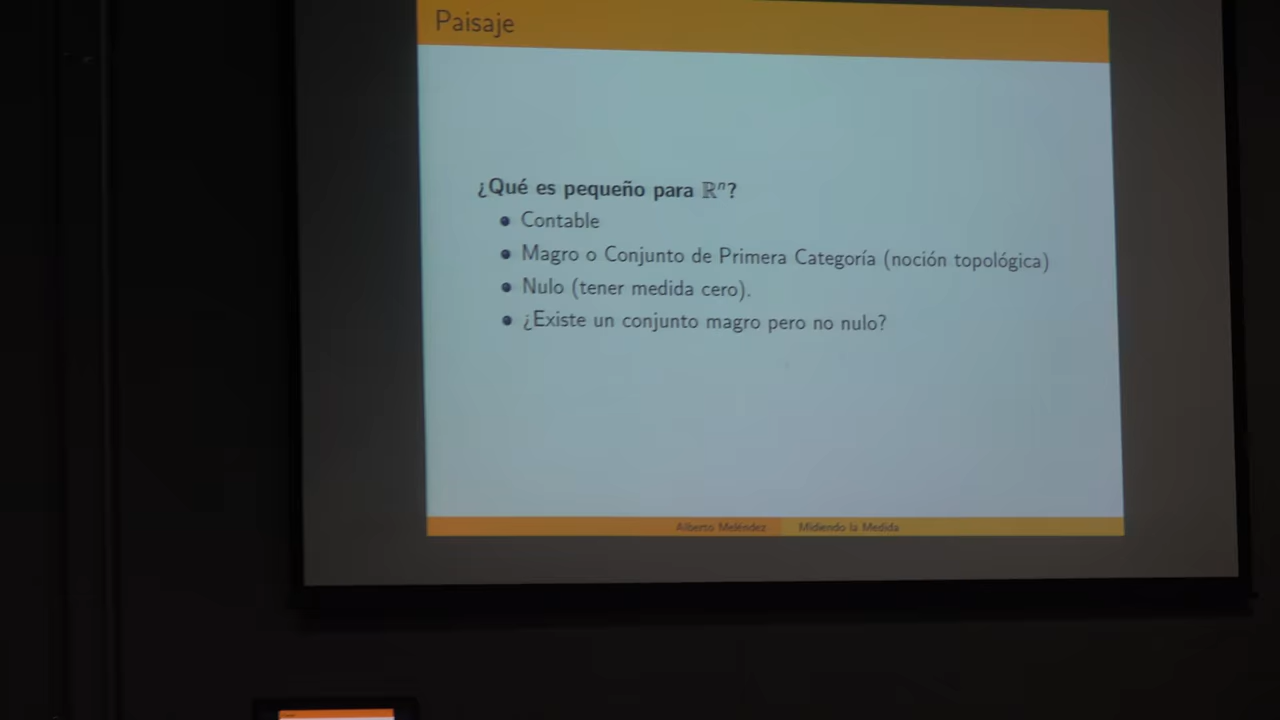 Paisaje
¿Qué es pequeño para ℝⁿ?
• Contable
• Magro o Conjunto de Primera Categoría (noción topológica)
• Nulo (tener medida cero).
• ¿Existe un conjunto magro pero no nulo?
Alberto Meléndez Midiendo la Medida